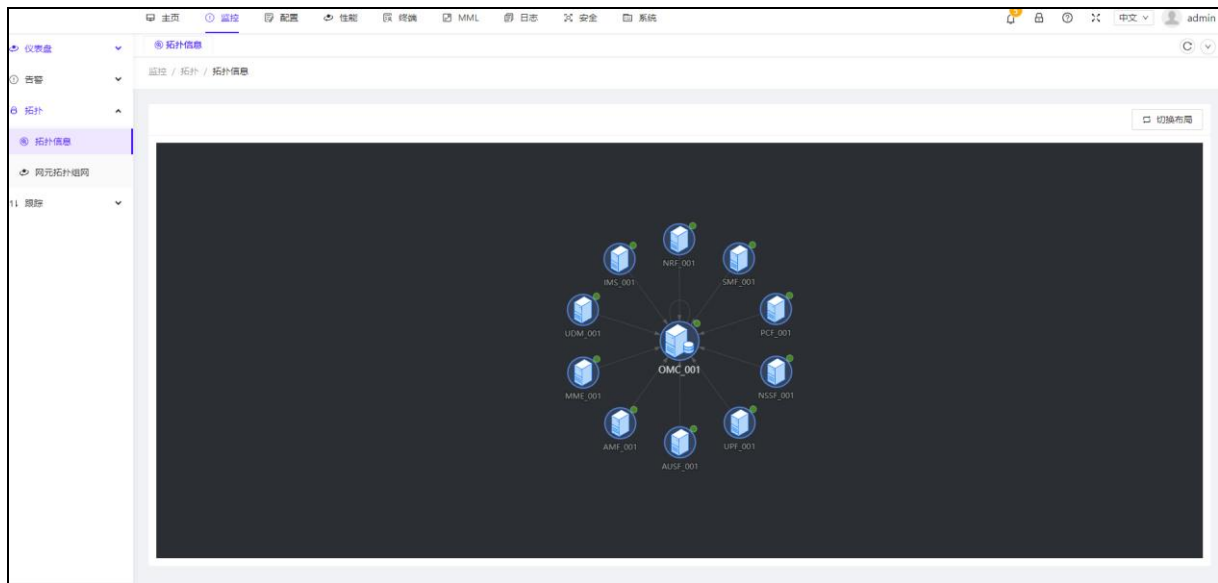 主页 监控 配置 性能 终端 MML 日志 安全 系统 中文 admin
仪表盘
拓扑信息
告警
监控 / 拓扑 / 拓扑信息
拓扑
切换布局
拓扑信息
网元拓扑组网
跟踪
NRF_001
IMS_001
SMF_001
UDM_001
PCF_001
OMC_001
MME_001
NSSF_001
AMF_001
UPF_001
AUSF_001